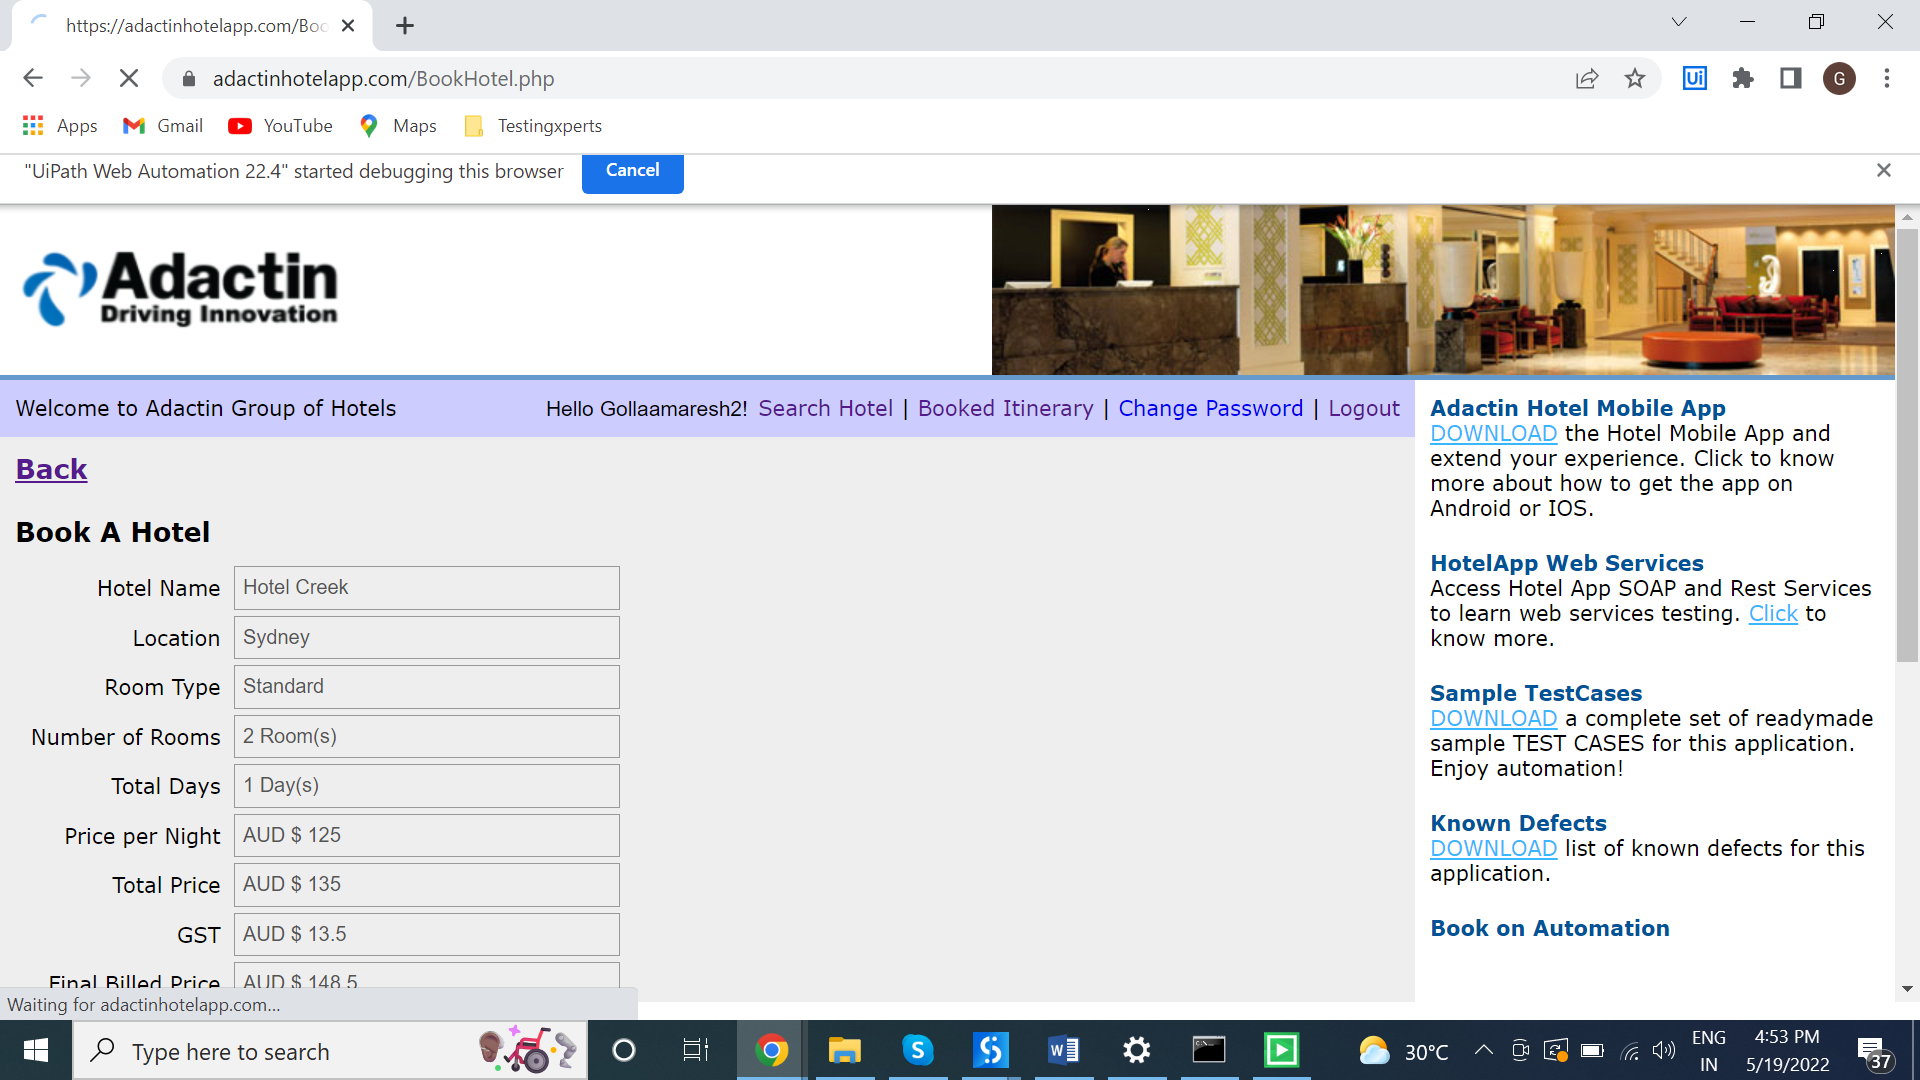 https://adactinhotelapp.com/Boo
adactinhotelapp.com/BookHotel.php
Ui
G
Apps
Gmail
YouTube
Maps
Testingxperts
"UiPath Web Automation 22.4" started debugging this browser
Cancel
Adactin
Driving Innovation
Welcome to Adactin Group of Hotels
Hello Gollaamaresh2! Search Hotel | Booked Itinerary | Change Password | Logout
Back
Book A Hotel
Hotel Name Hotel Creek
Location Sydney
Room Type Standard
Number of Rooms 2 Room(s)
Total Days 1 Day(s)
Price per Night AUD $ 125
Total Price AUD $ 135
GST AUD $ 13.5
Final Billed Price AUD $ 148.5
Adactin Hotel Mobile App
DOWNLOAD the Hotel Mobile App and
extend your experience. Click to know
more about how to get the app on
Android or IOS.
HotelApp Web Services
Access Hotel App SOAP and Rest Services
to learn web services testing. Click to
know more.
Sample TestCases
DOWNLOAD a complete set of readymade
sample TEST CASES for this application.
Enjoy automation!
Known Defects
DOWNLOAD list of known defects for this
application.
Book on Automation
Waiting for adactinhotelapp.com...
Type here to search
30°C
ENG
IN
4:53 PM
5/19/2022
37